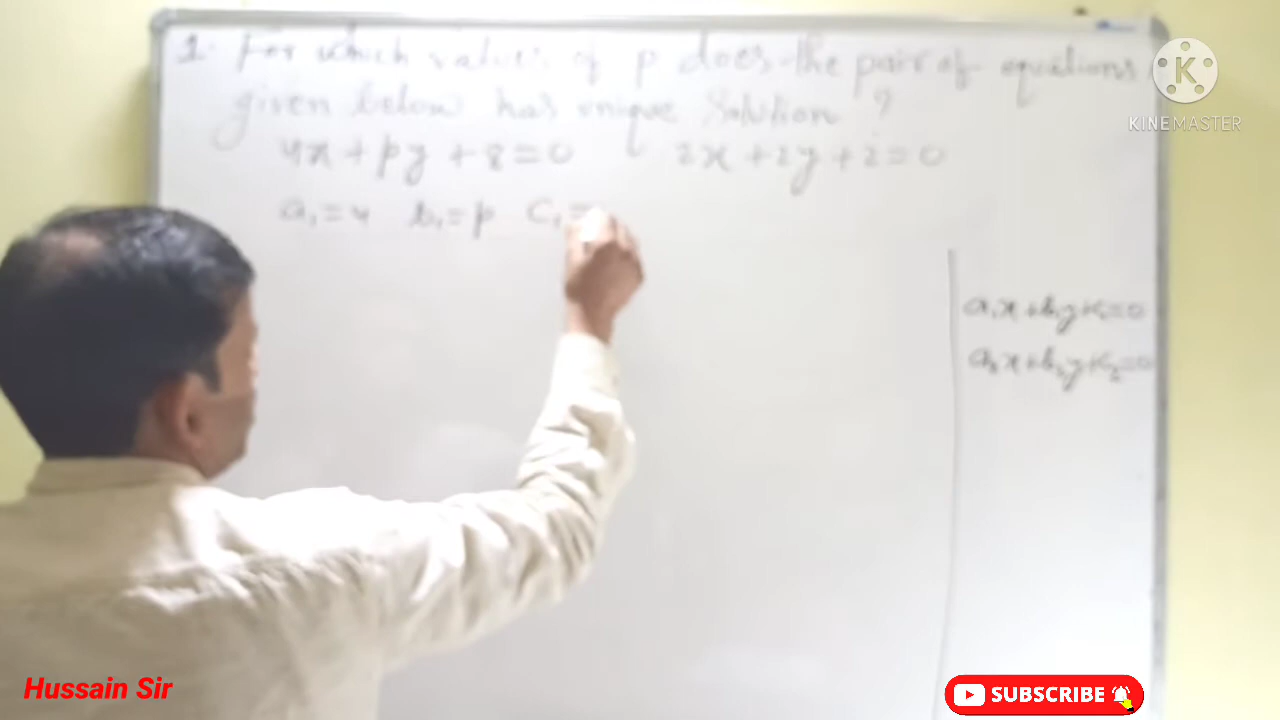 1. For which values of p does the pair of equations
given below has unique solution ?
4x + py + 8 = 0 2x + 2y + 2 = 0
a₁ = 4 b₁ = p c₁ =
a₁x + b₁y + c₁ = 0
a₂x + b₂y + c₂ = 0
KINEMASTER
Hussain Sir
SUBSCRIBE